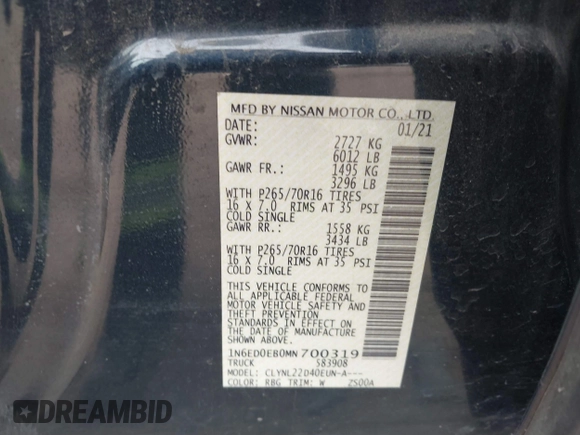 MFD BY NISSAN MOTOR CO., LTD.
DATE: 01/21
GVWR: 2727 KG
6012 LB
GAWR FR.: 1495 KG
3296 LB
WITH P265/70R16 TIRES
16 X 7.0 RIMS AT 35 PSI
COLD SINGLE
GAWR RR.: 1558 KG
3434 LB
WITH P265/70R16 TIRES
16 X 7.0 RIMS AT 35 PSI
COLD SINGLE
THIS VEHICLE CONFORMS TO
ALL APPLICABLE FEDERAL
MOTOR VEHICLE SAFETY AND
THEFT PREVENTION
STANDARDS IN EFFECT ON
THE DATE OF MANUFACTURE
SHOWN ABOVE.
1N6ED0EB0MN700319
TRUCK 583908
MODEL: CLYNL22D40EUN-A---
COLOR: RBG TRIM: W ZS00A
DREAMBID
DREAMBID